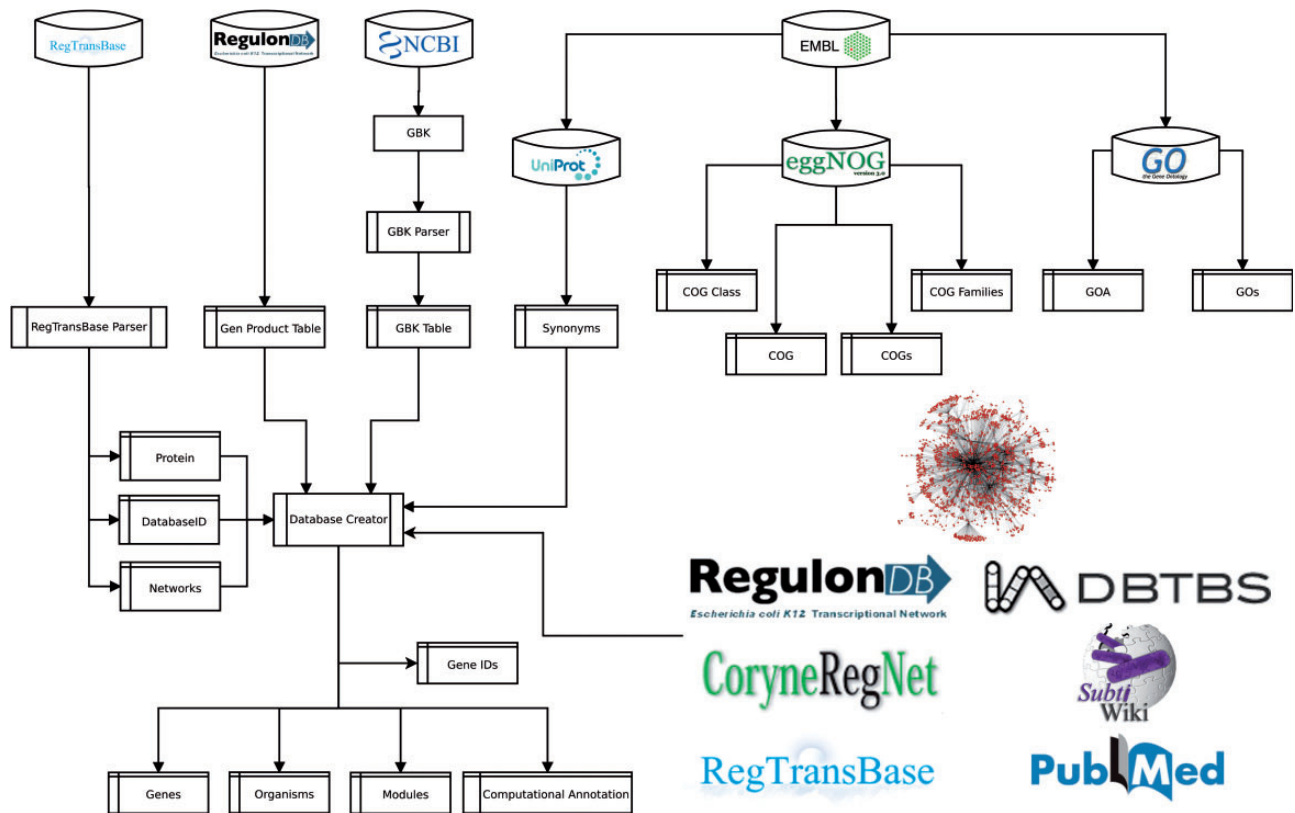 RegTransBase
RegulonDB
Escherichia coli K12 Transcriptional Network
NCBI
EMBL
GBK
UniProt
eggNOG
version 3.0
GO
the Gene Ontology
GBK Parser
COG Class
COG Families
GOA
GOs
RegTransBase Parser
Gen Product Table
GBK Table
Synonyms
COG
COGs
Protein
DatabaseID
Database Creator
Networks
RegulonDB
Escherichia coli K12 Transcriptional Network
DBTBS
Gene IDs
CoryneRegNet
Subti
Wiki
RegTransBase
PubMed
Genes
Organisms
Modules
Computational Annotation